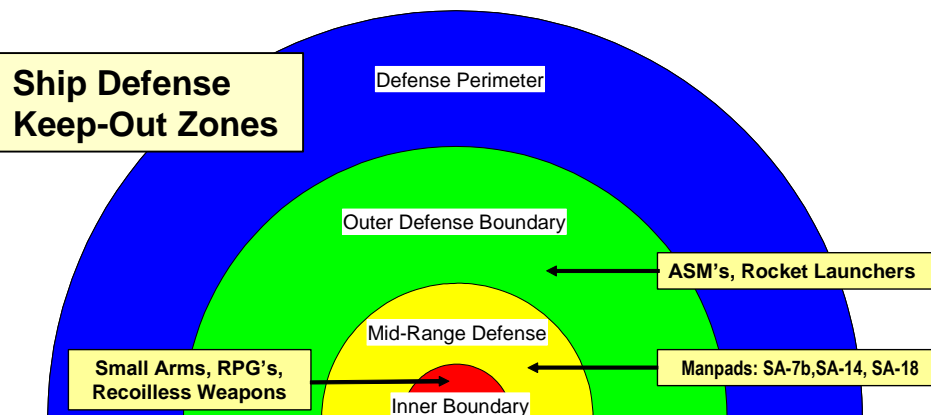 Ship Defense
Keep-Out Zones
Defense Perimeter
Outer Defense Boundary
ASM's, Rocket Launchers
Mid-Range Defense
Small Arms, RPG's,
Recoilless Weapons
Manpads: SA-7b,SA-14, SA-18
Inner Boundary